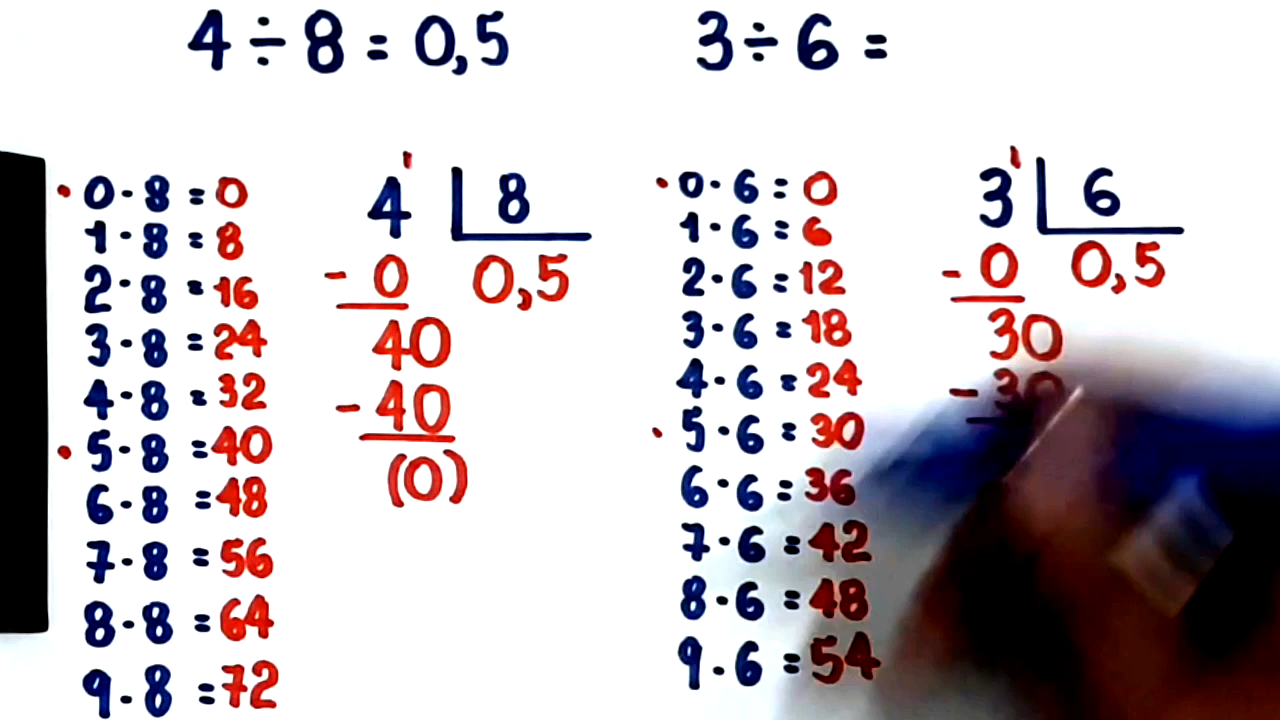 4 ÷ 8 = 0,5
0 · 8 = 0
1 · 8 = 8
2 · 8 = 16
3 · 8 = 24
4 · 8 = 32
5 · 8 = 40
6 · 8 = 48
7 · 8 = 56
8 · 8 = 64
9 · 8 = 72
4 8
- 0 0,5
40
- 40
(0)
3 ÷ 6 =
0 · 6 = 0
1 · 6 = 6
2 · 6 = 12
3 · 6 = 18
4 · 6 = 24
5 · 6 = 30
6 · 6 = 36
7 · 6 = 42
8 · 6 = 48
9 · 6 = 54
3 6
- 0 0,5
30
- 30